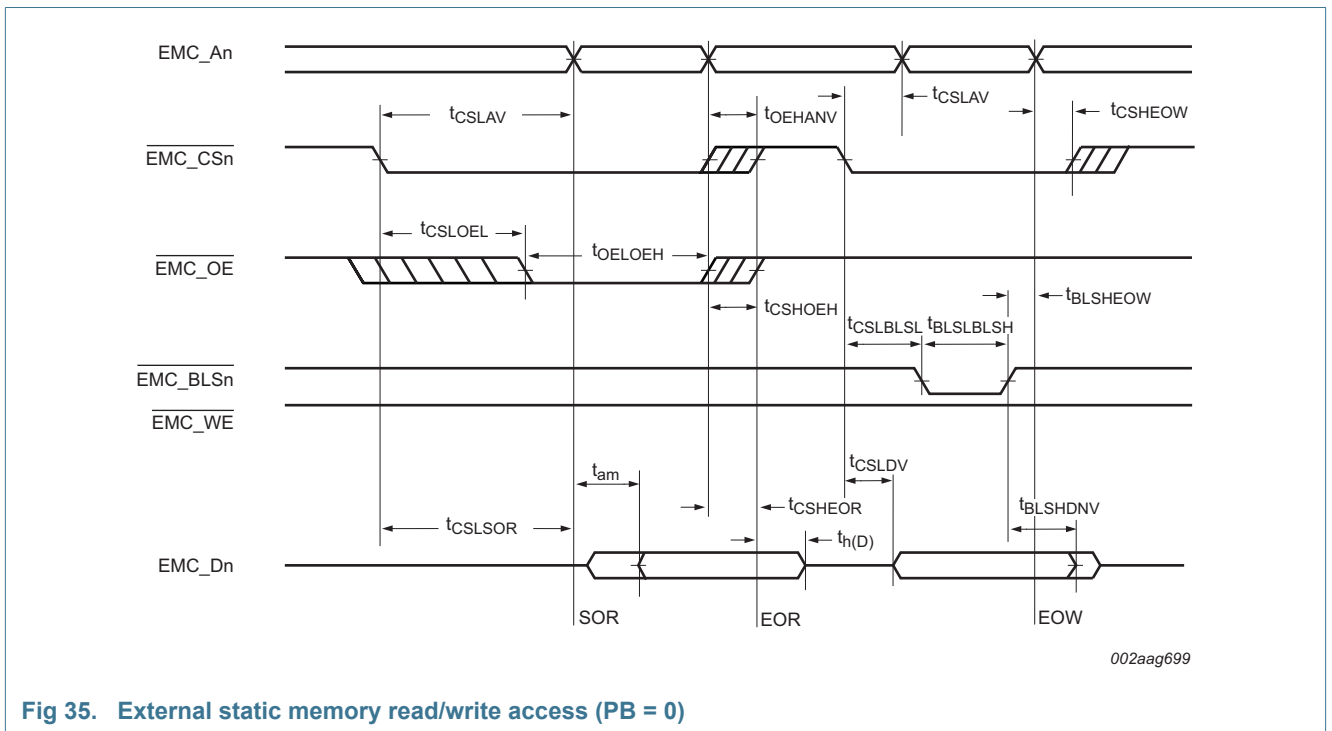 EMC_An
tCSLAV
tOEHANV
tCSLAV
tCSHEOW
EMC_CSn
tCSLOEL
tOELOEH
EMC_OE
tCSHOEH
tBLSHEOW
tCSLBLSL
tBLSLBLSH
EMC_BLSn
EMC_WE
tam
tCSLDV
tCSLSOR
tCSHEOR
tBLSHDNV
th(D)
EMC_Dn
SOR
EOR
EOW
002aag699
Fig 35. External static memory read/write access (PB = 0)